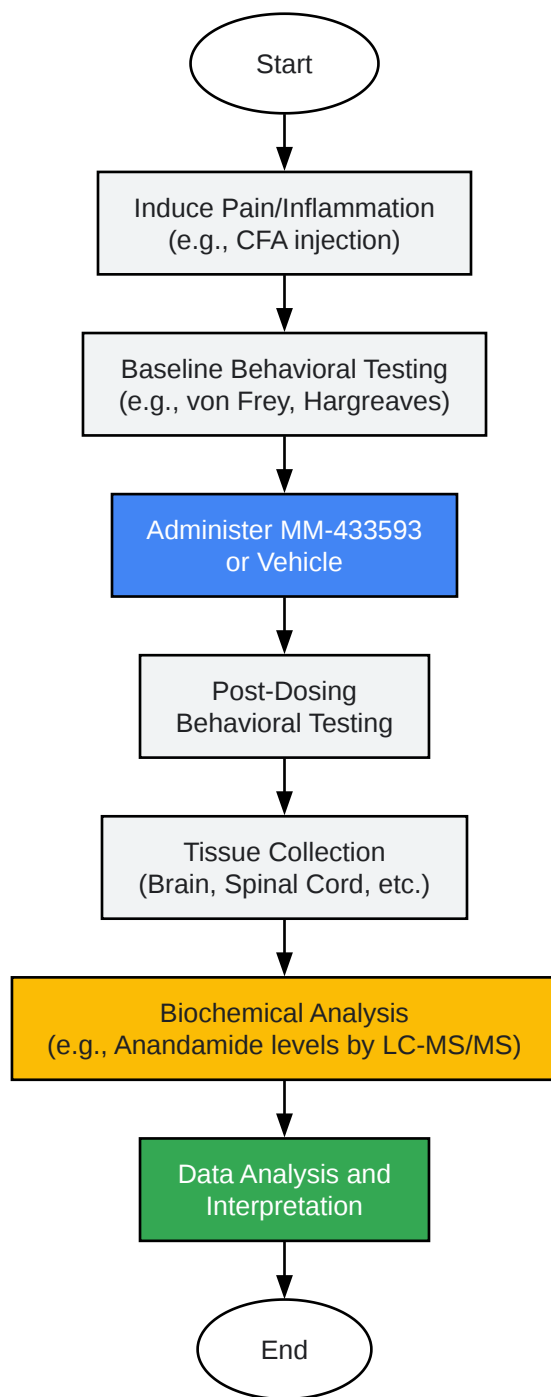 Start
Induce Pain/Inflammation
(e.g., CFA injection)
Baseline Behavioral Testing
(e.g., von Frey, Hargreaves)
Administer MM-433593
or Vehicle
Post-Dosing
Behavioral Testing
Tissue Collection
(Brain, Spinal Cord, etc.)
Biochemical Analysis
(e.g., Anandamide levels by LC-MS/MS)
Data Analysis and
Interpretation
End